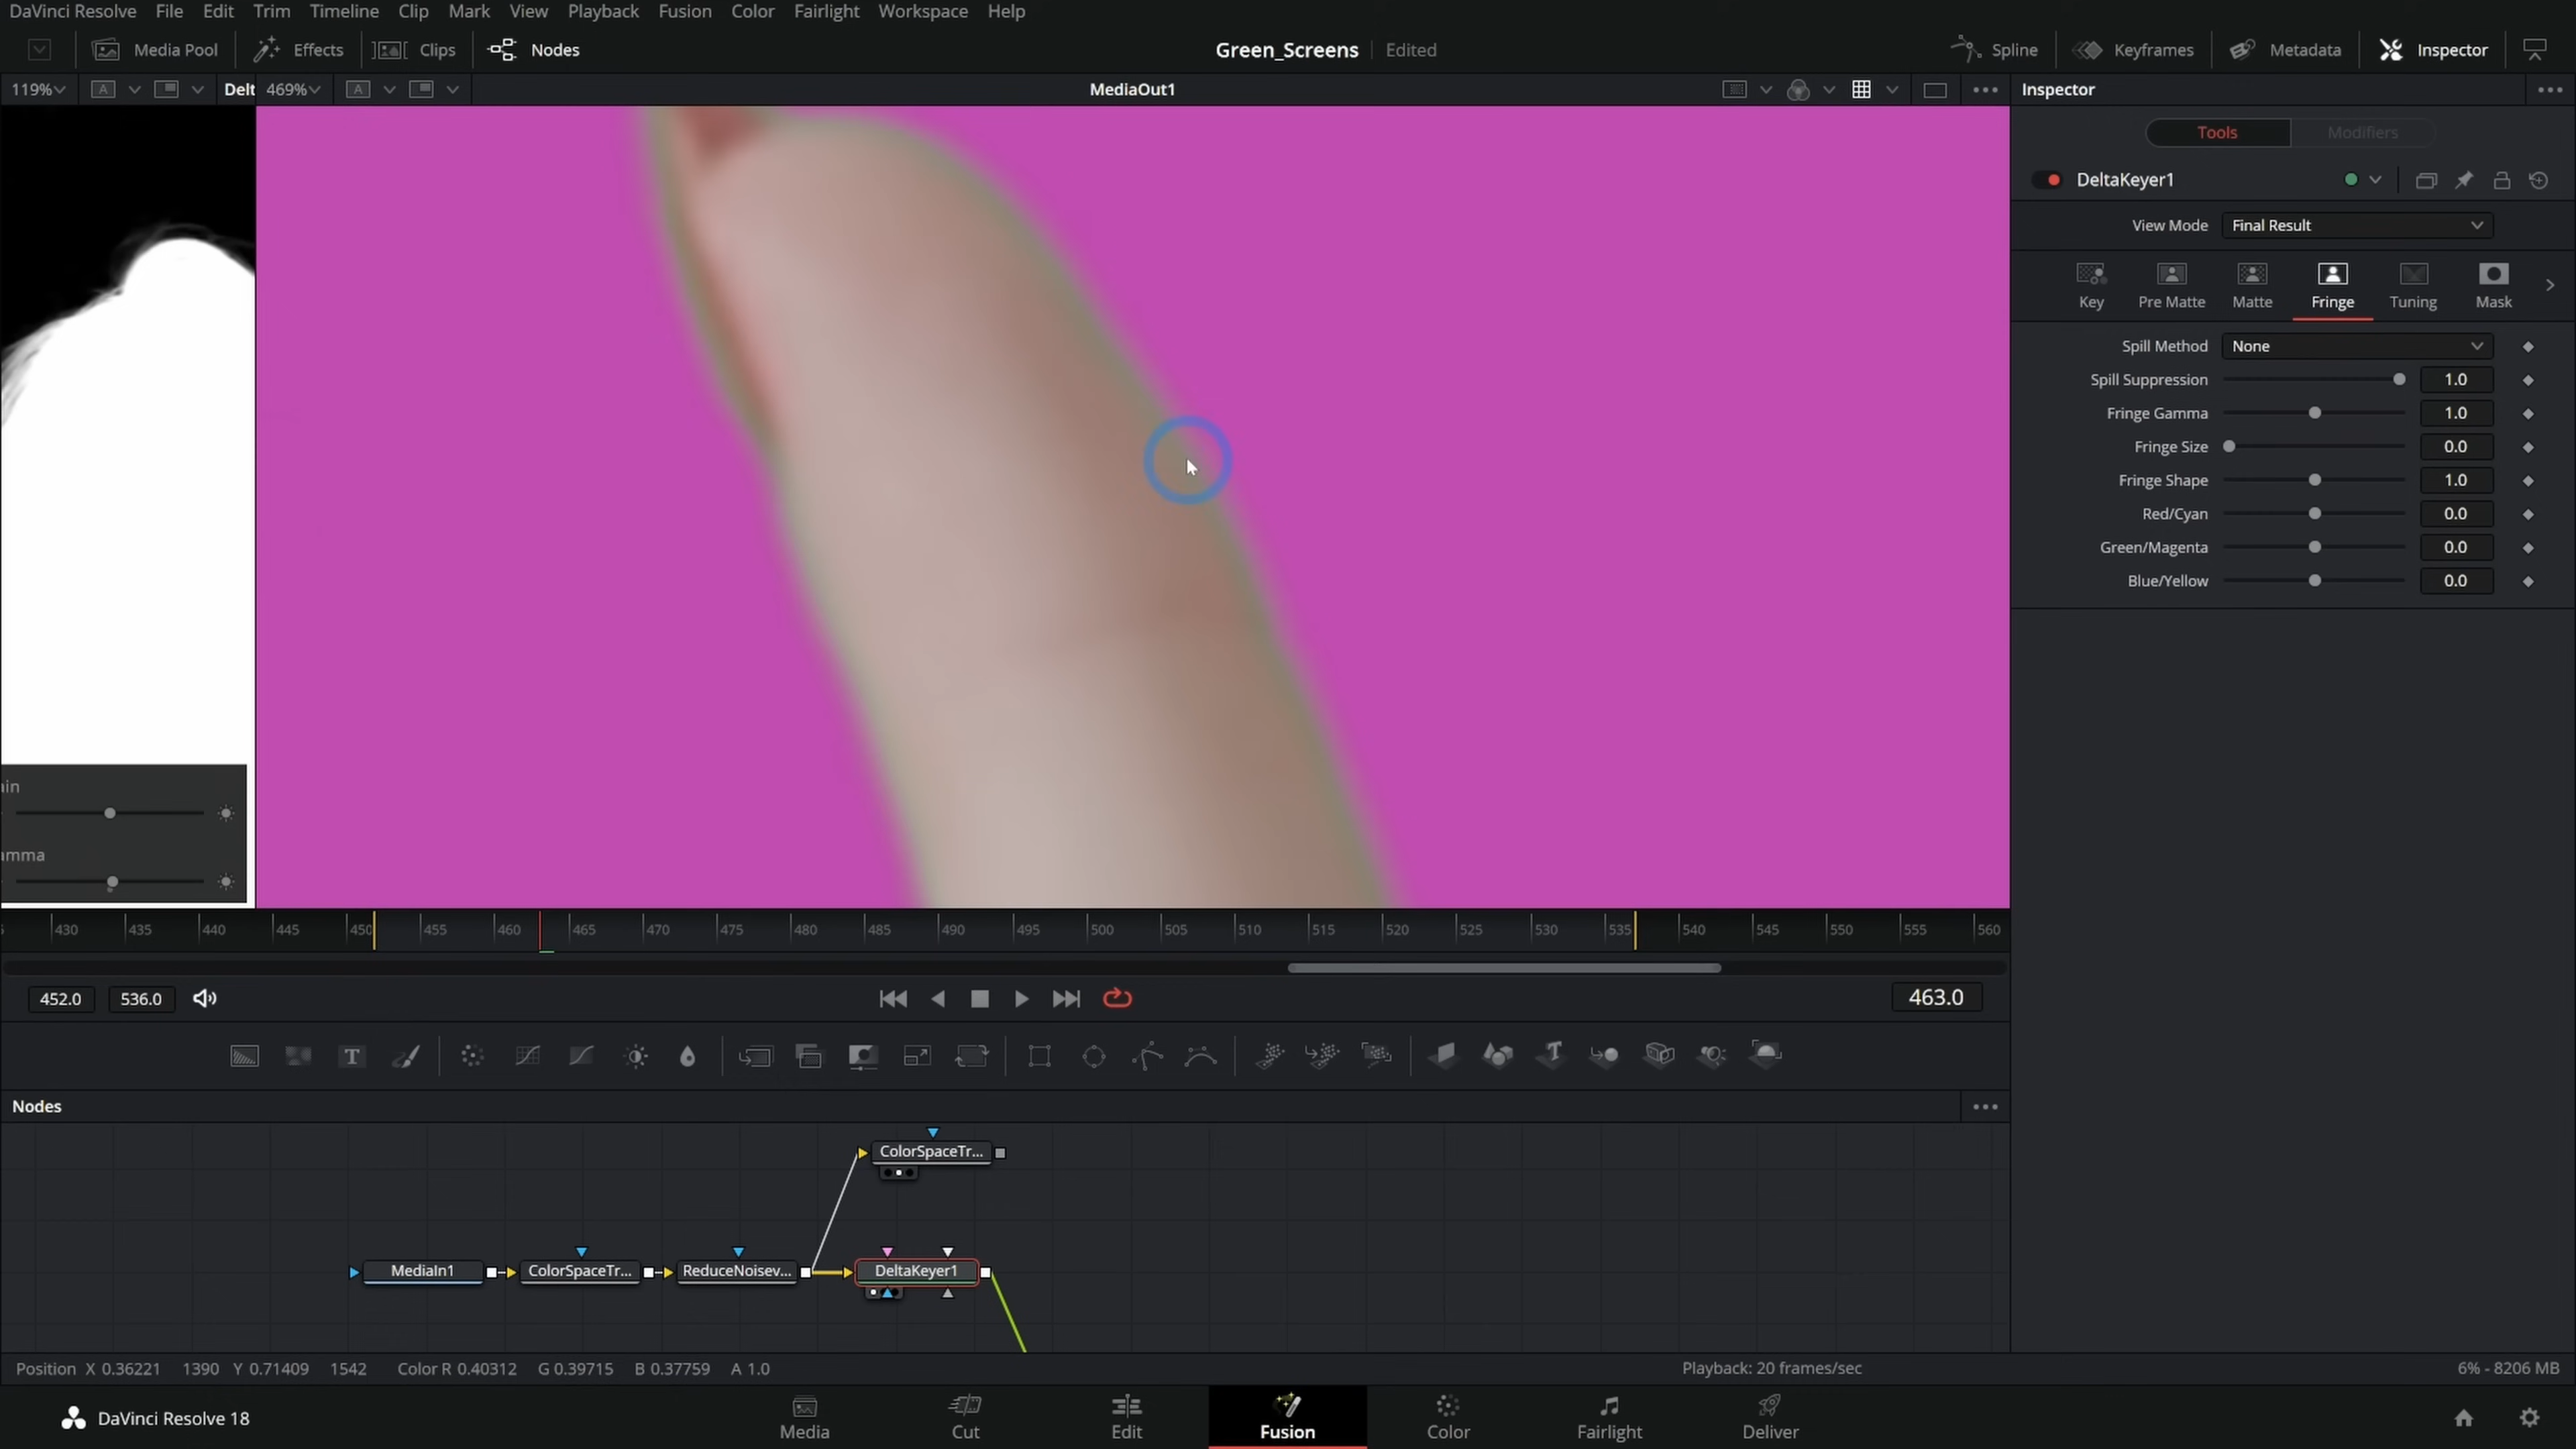 DaVinci Resolve File Edit Trim Timeline Clip Mark View Playback Fusion Color Fairlight Workspace Help
Media Pool Effects Clips Nodes Green_Screens Edited Spline Keyframes Metadata Inspector
119% A Delt 469% A MediaOut1 Inspector
Tools Modifiers
DeltaKeyer1
View Mode Final Result
Key Pre Matte Matte Fringe Tuning Mask
Spill Method None
Spill Suppression 1.0
Fringe Gamma 1.0
Fringe Size 0.0
Fringe Shape 1.0
Red/Cyan 0.0
Green/Magenta 0.0
Blue/Yellow 0.0
ain
amma
430 435 440 445 450 455 460 465 470 475 480 485 490 495 500 505 510 515 520 525 530 535 540 545 550 555 560
452.0 536.0 463.0
T T
Nodes
ColorSpaceTr...
MediaIn1 ColorSpaceTr... ReduceNoisev... DeltaKeyer1
Position X 0.36221 1390 Y 0.71409 1542 Color R 0.40312 G 0.39715 B 0.37759 A 1.0 Playback: 20 frames/sec 6% - 8206 MB
DaVinci Resolve 18 Media Cut Edit Fusion Color Fairlight Deliver